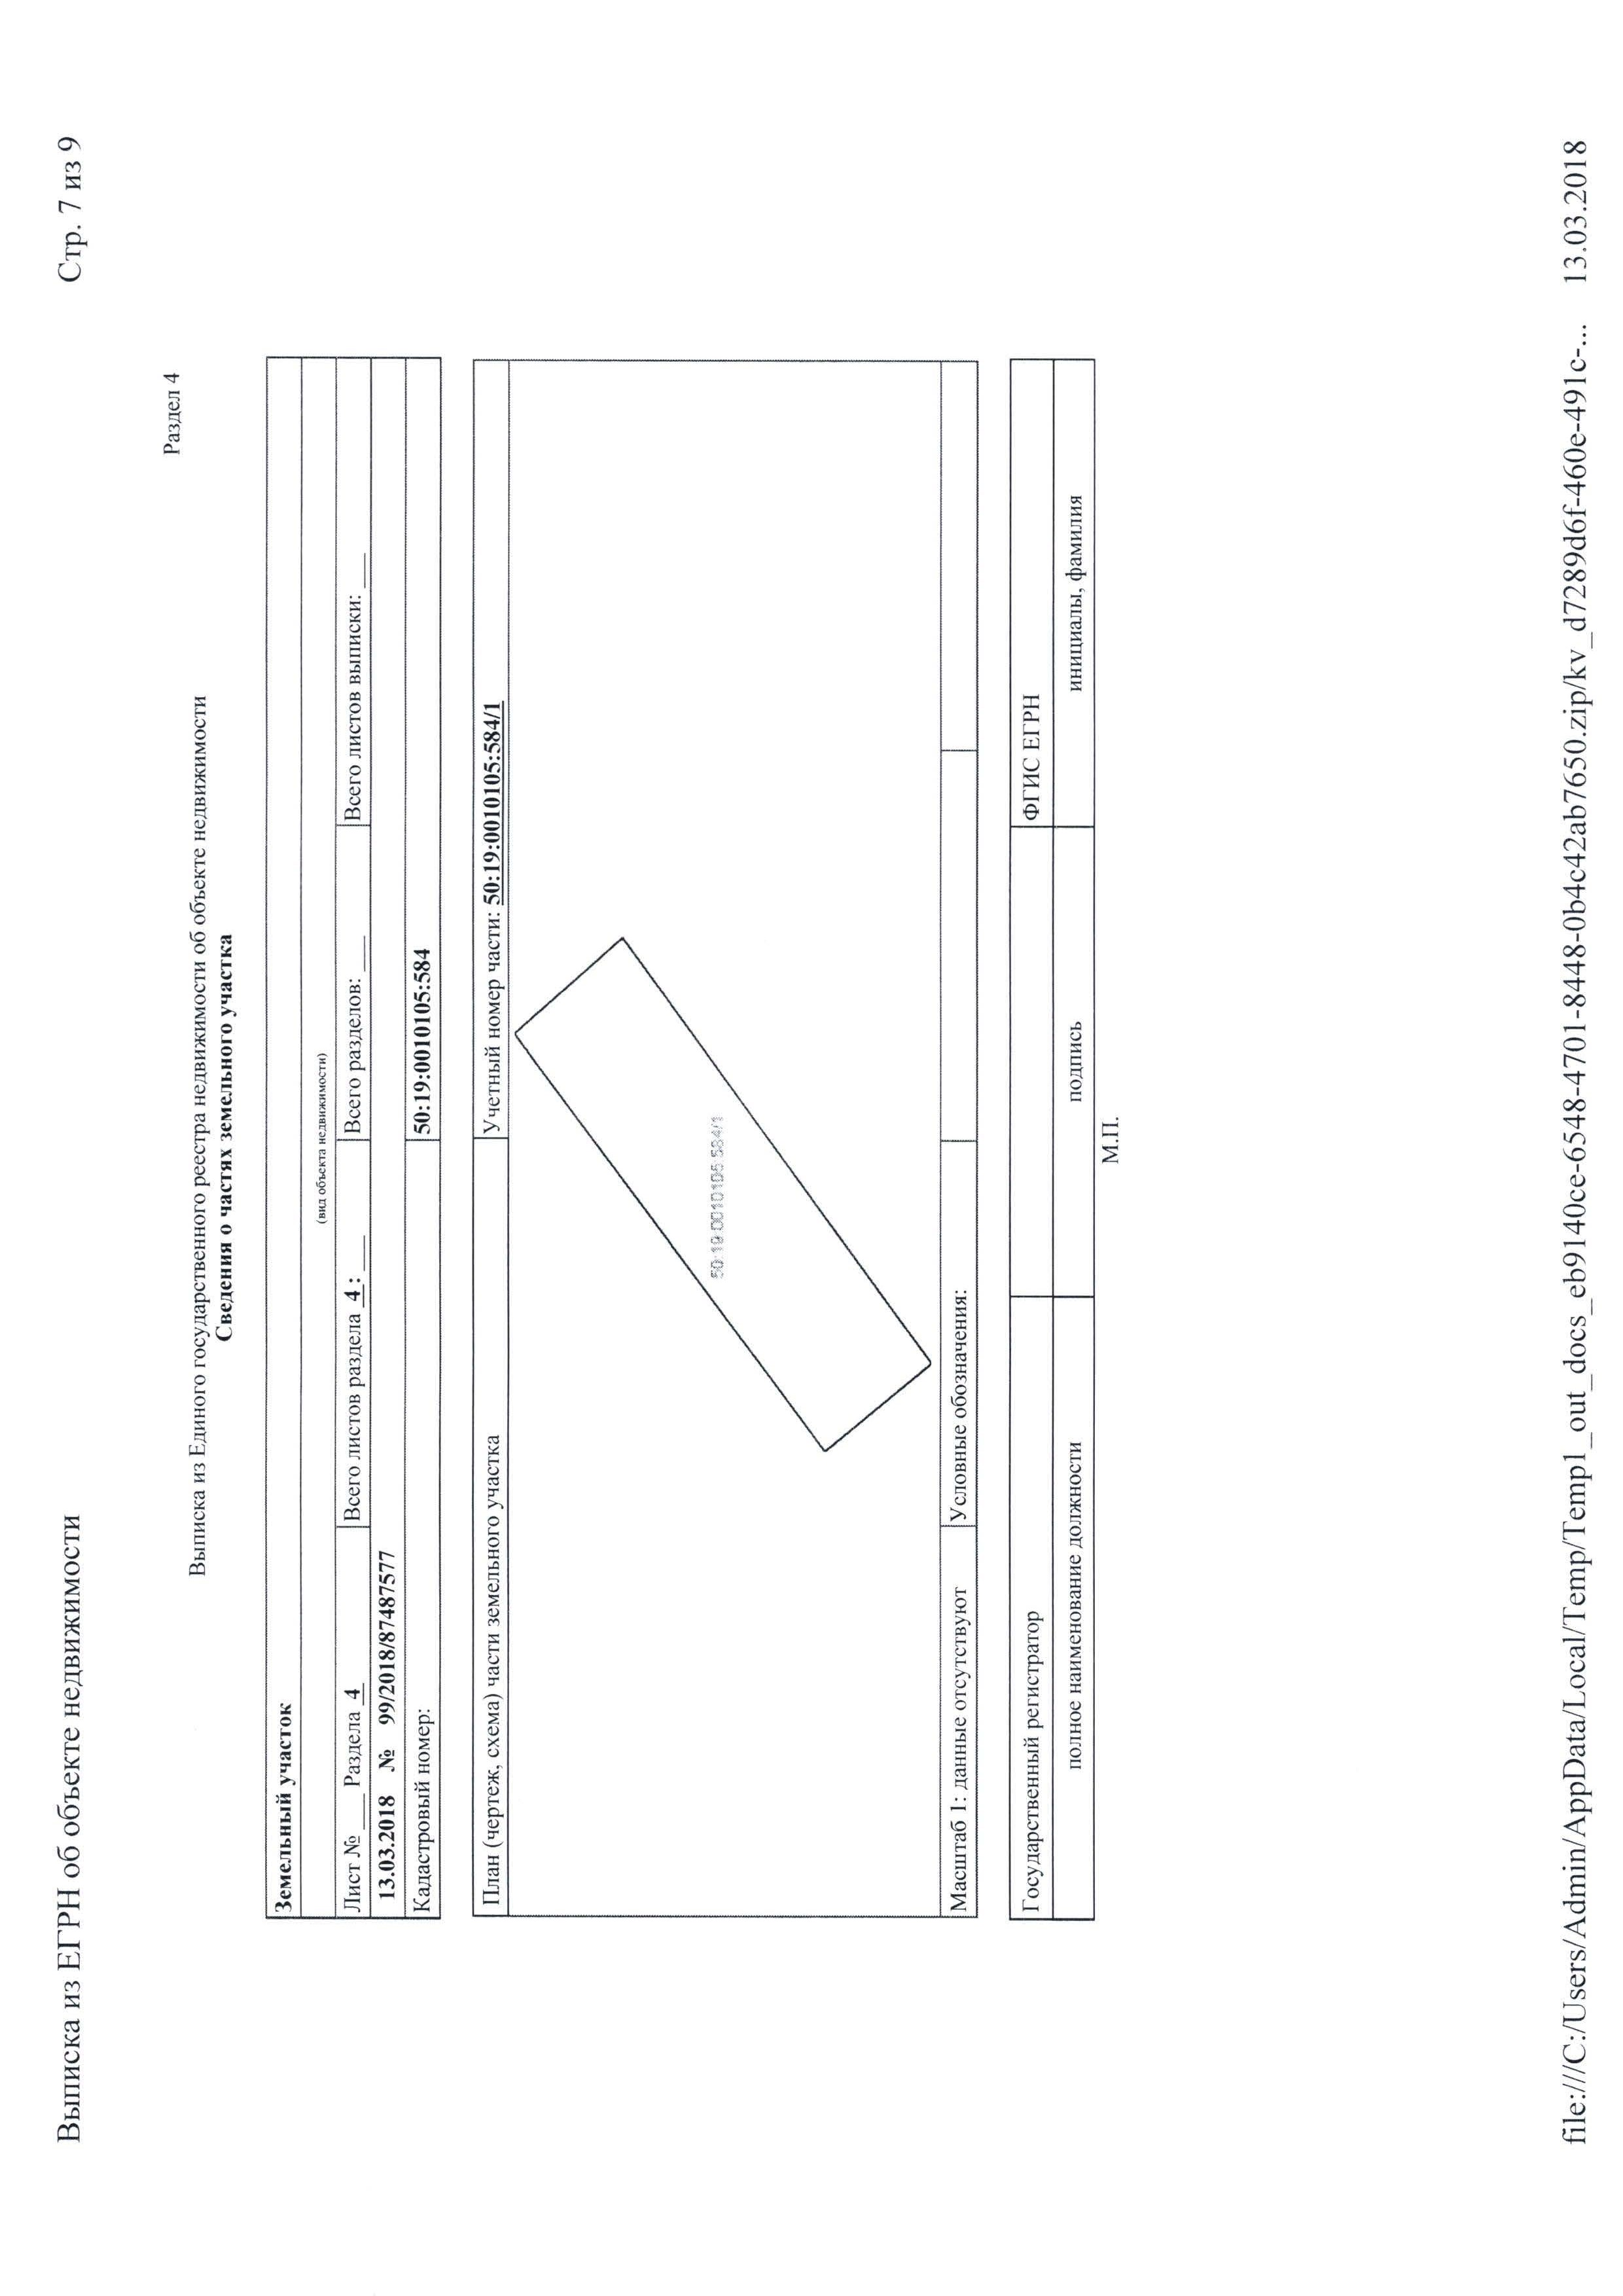 Выписка из ЕГРН об объекте недвижимости Стр. 7 из 9
Раздел 4
Выписка из Единого государственного реестра недвижимости об объекте недвижимости
Сведения о частях земельного участка
Земельный участок
(вид объекта недвижимости)
Лист № ___ Раздела 4 Всего листов раздела 4 : ___ Всего разделов: ___ Всего листов выписки: ___
13.03.2018 № 99/2018/87487577
Кадастровый номер: 50:19:0010105:584
План (чертеж, схема) части земельного участка Учетный номер части: 50:19:0010105:584/1
50:19:0010105:584/1
Масштаб 1: данные отсутствуют Условные обозначения:
Государственный регистратор ФГИС ЕГРН
полное наименование должности подпись инициалы, фамилия
М.П.
file:///C:/Users/Admin/AppData/Local/Temp/Temp1_out_docs_eb9140ce-6548-4701-8448-0b4c42ab7650.zip/kv_d7289d6f-460e-491c-... 13.03.2018